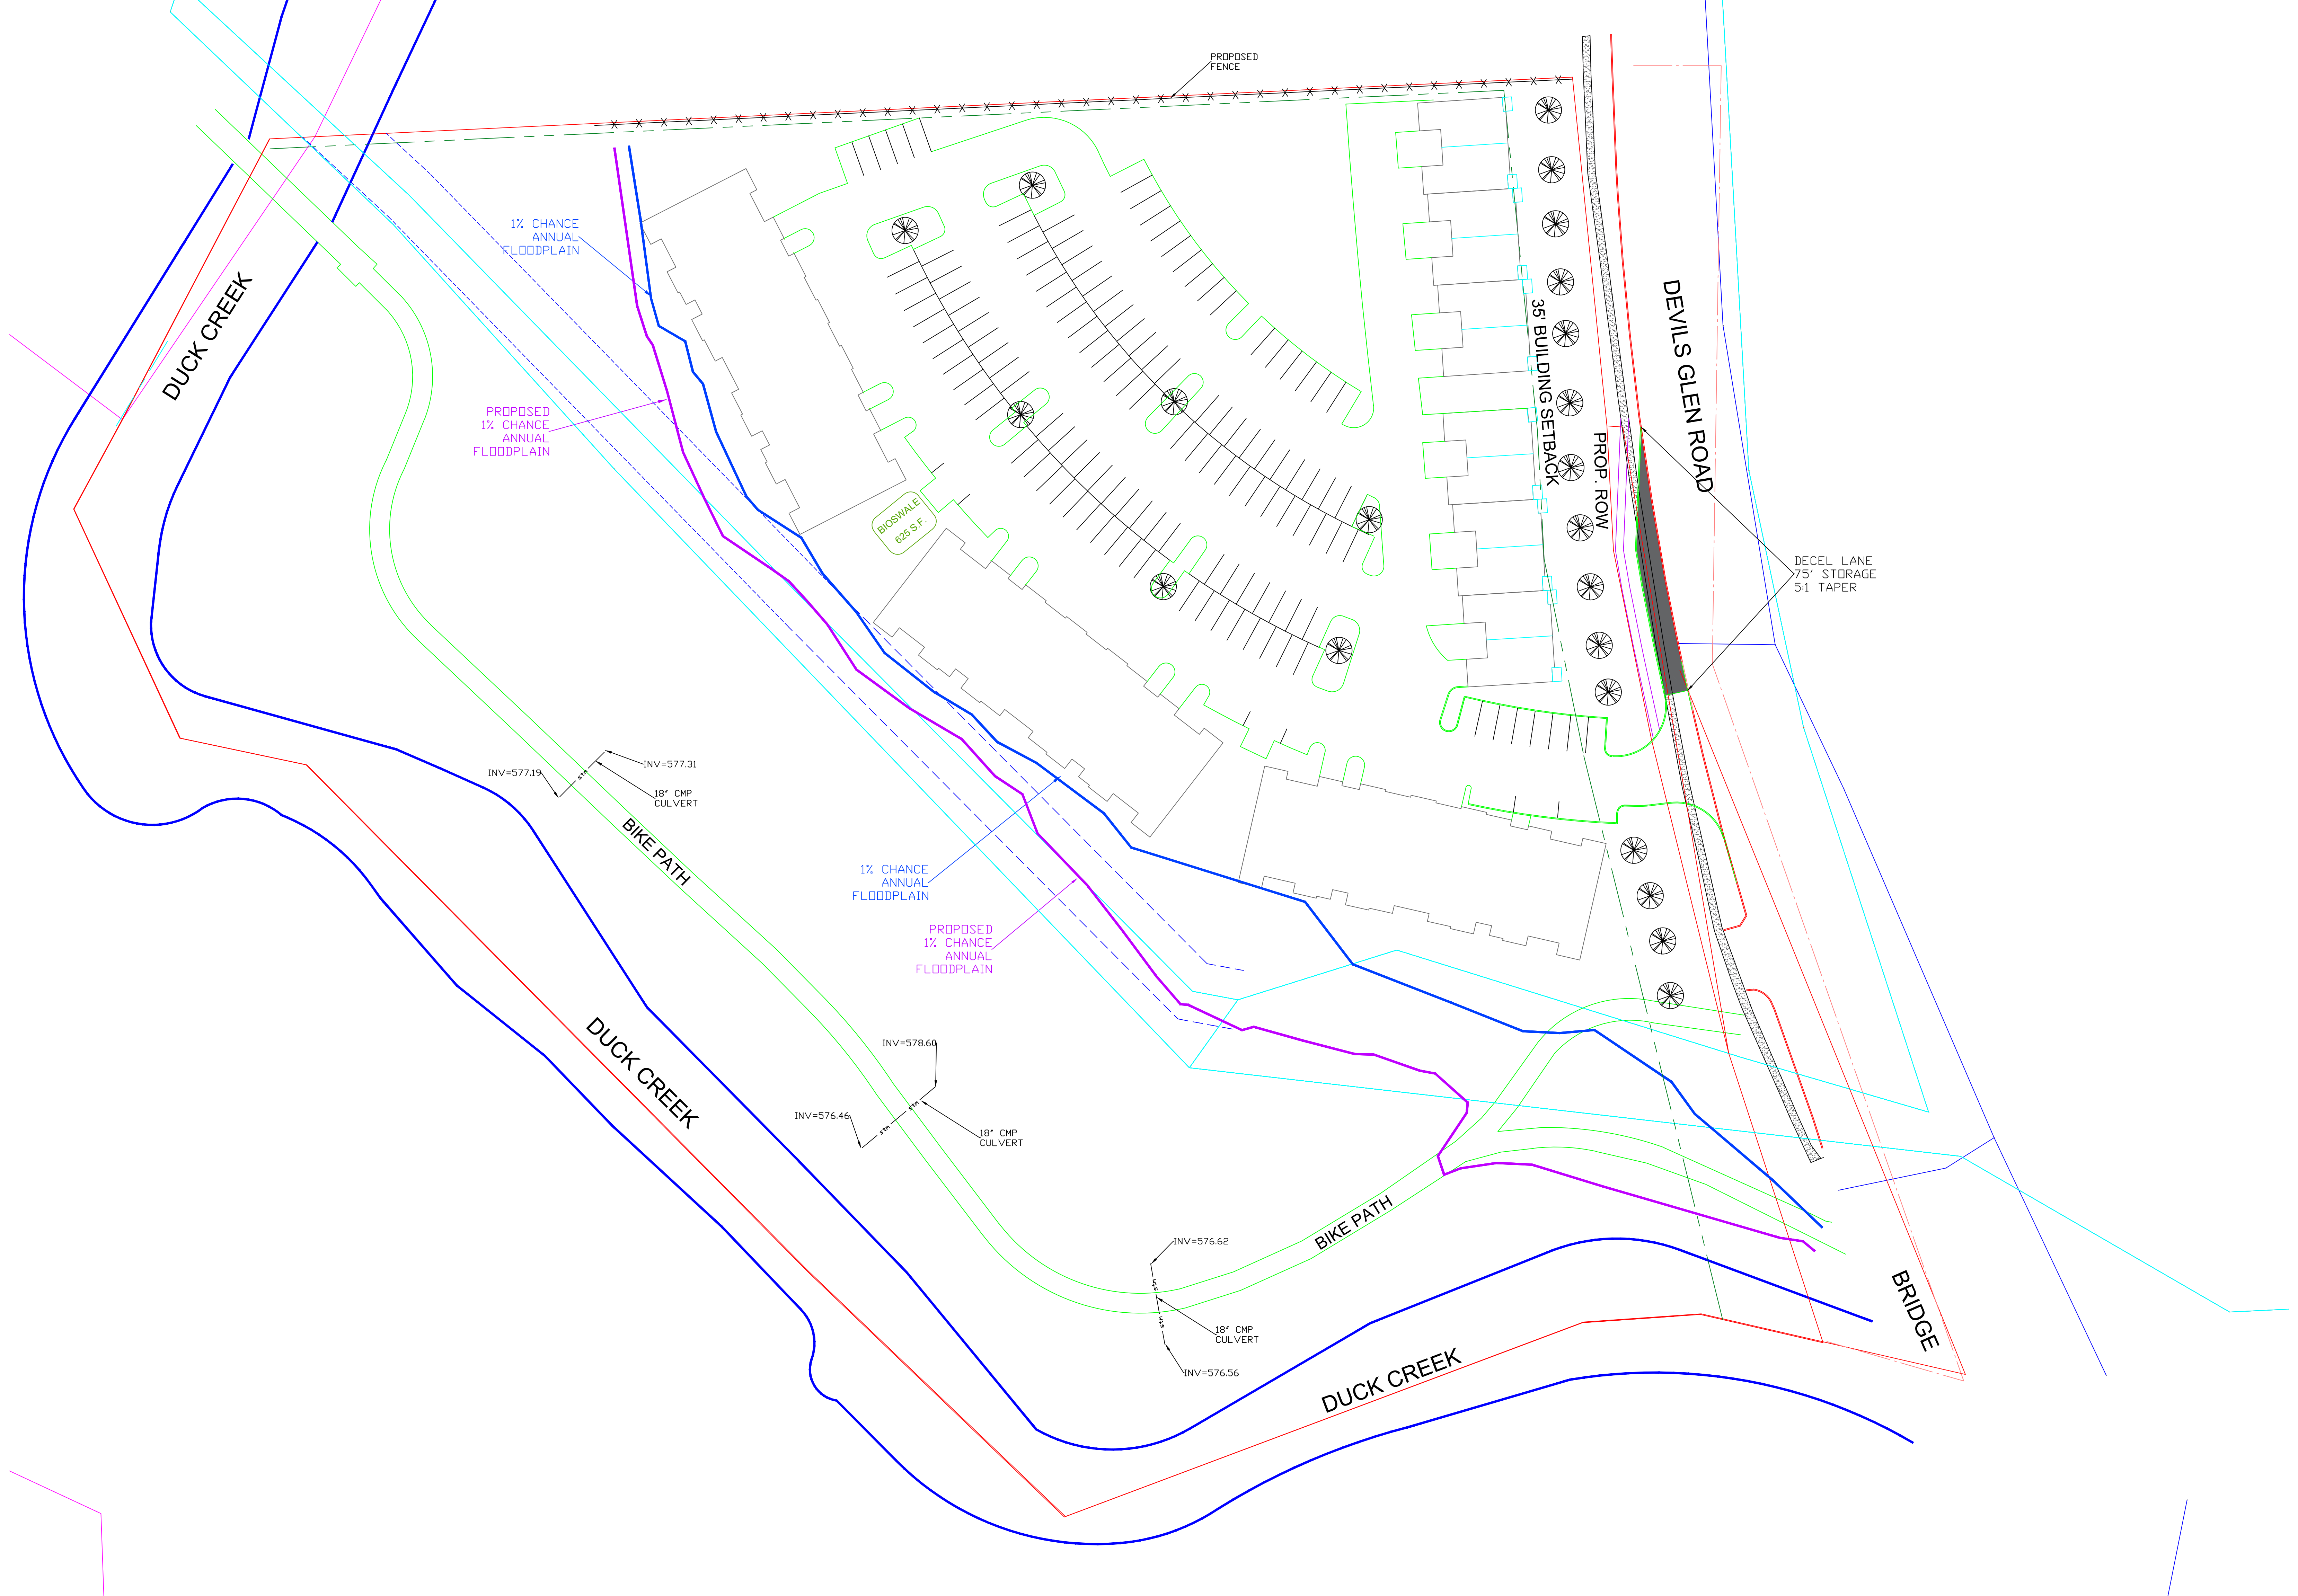 PROPOSED
FENCE
1% CHANCE
ANNUAL
FLOODPLAIN
DUCK CREEK
DEVILS GLEN ROAD
35' BUILDING SETBACK
PROP. ROW
PROPOSED
1% CHANCE
ANNUAL
FLOODPLAIN
BIOSWALE
625 S.F.
DECEL LANE
75' STORAGE
5:1 TAPER
INV=577.19
stm
INV=577.31
18" CMP
CULVERT
BIKE PATH
1% CHANCE
ANNUAL
FLOODPLAIN
PROPOSED
1% CHANCE
ANNUAL
FLOODPLAIN
DUCK CREEK
INV=578.60
INV=576.46
stm
stm
18" CMP
CULVERT
BIKE PATH
INV=576.62
18" CMP
CULVERT
INV=576.56
BRIDGE
DUCK CREEK